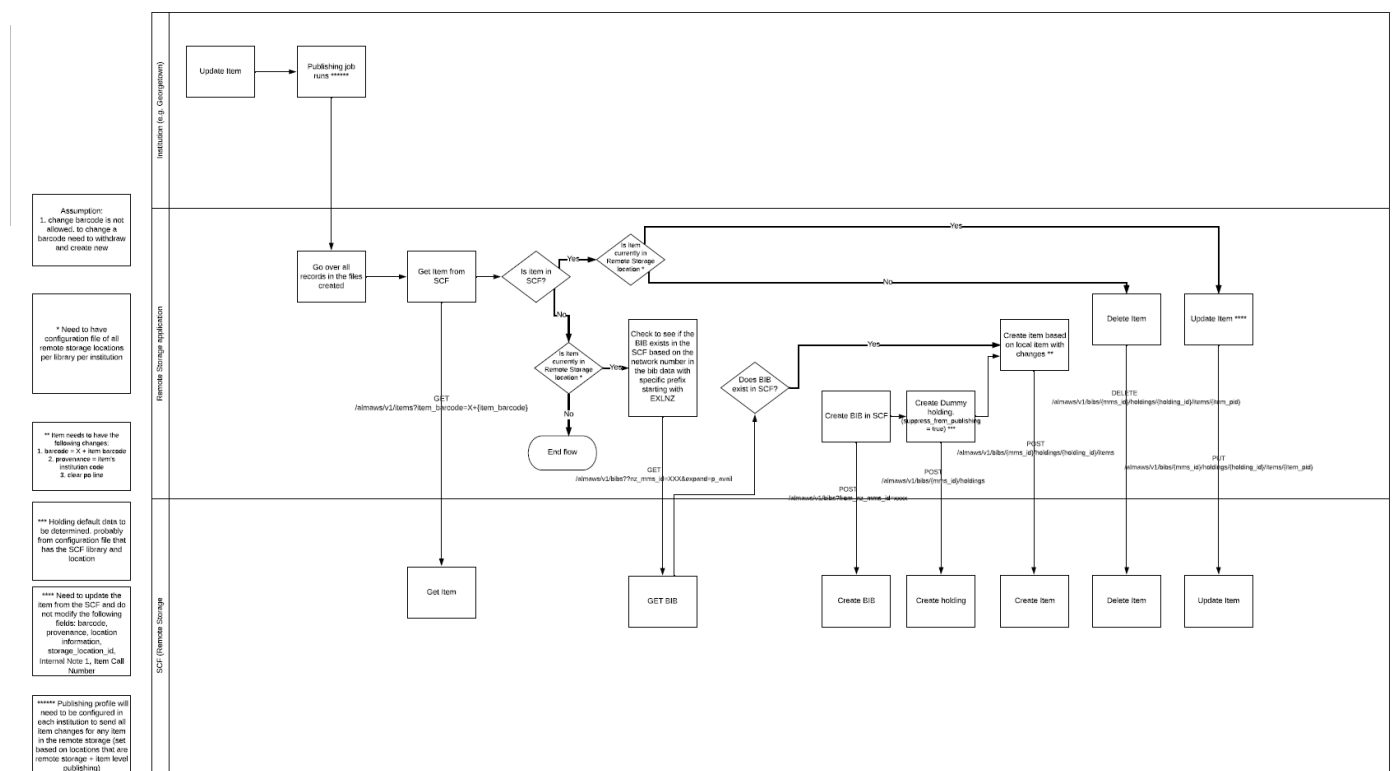 Institution (e.g. Georgetown)
Update Item
Publishing job
runs ******
Assumption:
1. change barcode is not
allowed. to change a
barcode need to withdraw
and create new
* Need to have
configuration file of all
remote storage locations
per library per institution
** Item needs to have the
following changes:
1. barcode = X + item barcode
2. provenance = item's
institution code
3. clear po line
*** Holding default data to
be determined. probably
from configuration file that
has the SCF library and
location
**** Need to update the
item from the SCF and do
not modify the following
fields: barcode,
provenance, location
information,
storage_location_id,
Internal Note 1, Item Call
Number
****** Publishing profile will
need to be configured in
each institution to send all
item changes for any item
in the remote storage (set
based on locations that are
remote storage + item level
publishing)
Remote Storage application
Go over all
records in the files
created
Get Item from
SCF
Is item in
SCF?
Yes
Is item
currently in
Remote Storage
location *
Yes
No
No
Is item
currently in
Remote Storage
location *
Yes
No
End flow
Check to see if the
BIB exists in the
SCF based on the
network number in
the bib data with
specific prefix
starting with
EXLNZ
Does BIB
exist in SCF?
Yes
Create BIB in SCF
Create Dummy
holding.
(suppress_from_publishing
= true) ***
Create item based
on local item with
changes **
Delete Item
Update Item ****
GET
/almaws/v1/items?item_barcode=X+{item_barcode}
GET
/almaws/v1/bibs??nz_mms_id=XXX&expand=p_avail
POST
/almaws/v1/bibs?from_nz_mms_id=xxxx
POST
/almaws/v1/bibs/{mms_id}/holdings
POST
/almaws/v1/bibs/{mms_id}/holdings/{holding_id}/items
DELETE
/almaws/v1/bibs/{mms_id}/holdings/{holding_id}/items/{item_pid}
PUT
/almaws/v1/bibs/{mms_id}/holdings/{holding_id}/items/{item_pid}
SCF (Remote Storage
Get Item
GET BIB
Create BIB
Create holding
Create Item
Delete Item
Update Item